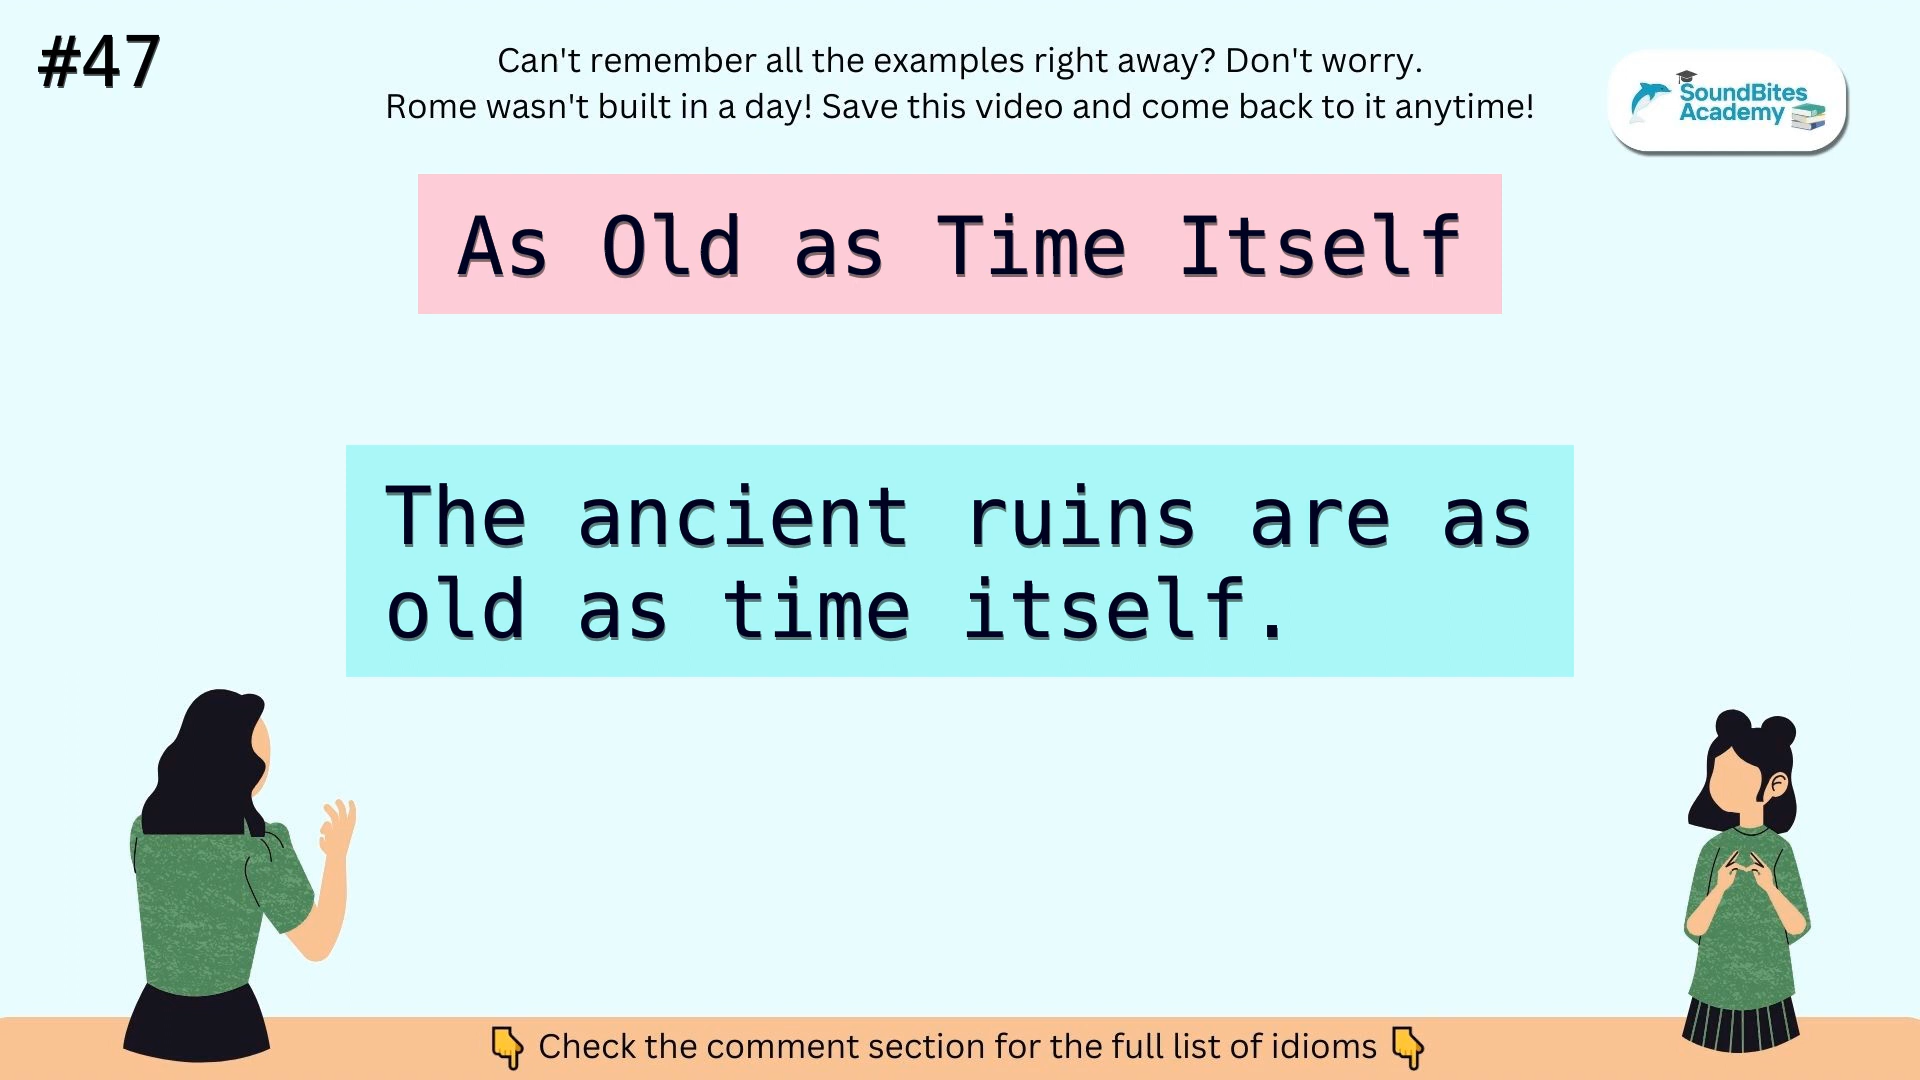 #47
Can't remember all the examples right away? Don't worry.
Rome wasn't built in a day! Save this video and come back to it anytime!
SoundBites
Academy
As Old as Time Itself
The ancient ruins are as
old as time itself.
👇 Check the comment section for the full list of idioms 👇